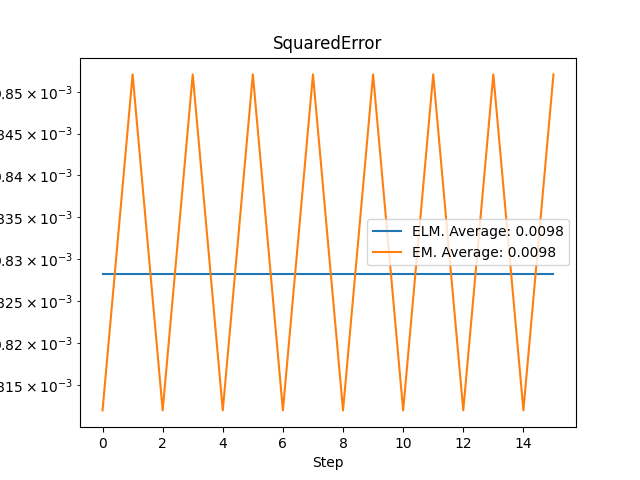 SquaredError
.85 × 10⁻³
845 × 10⁻³
.84 × 10⁻³
835 × 10⁻³
.83 × 10⁻³
825 × 10⁻³
.82 × 10⁻³
815 × 10⁻³
ELM. Average: 0.0098
EM. Average: 0.0098
0 2 4 6 8 10 12 14
Step